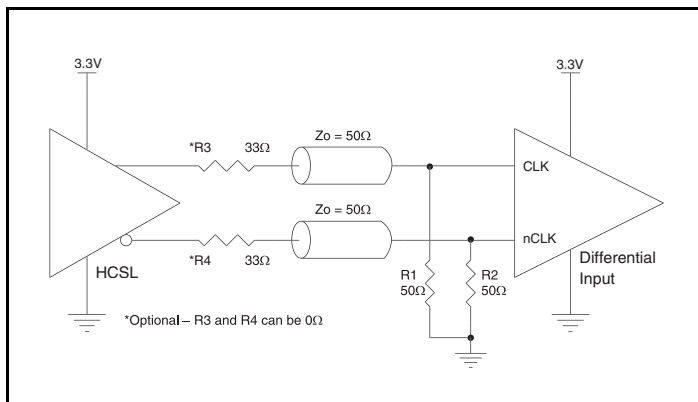 3.3V
3.3V
*R3
33Ω
Zo = 50Ω
CLK
Zo = 50Ω
nCLK
HCSL
*R4
33Ω
R1
50Ω
R2
50Ω
Differential
Input
*Optional – R3 and R4 can be 0Ω